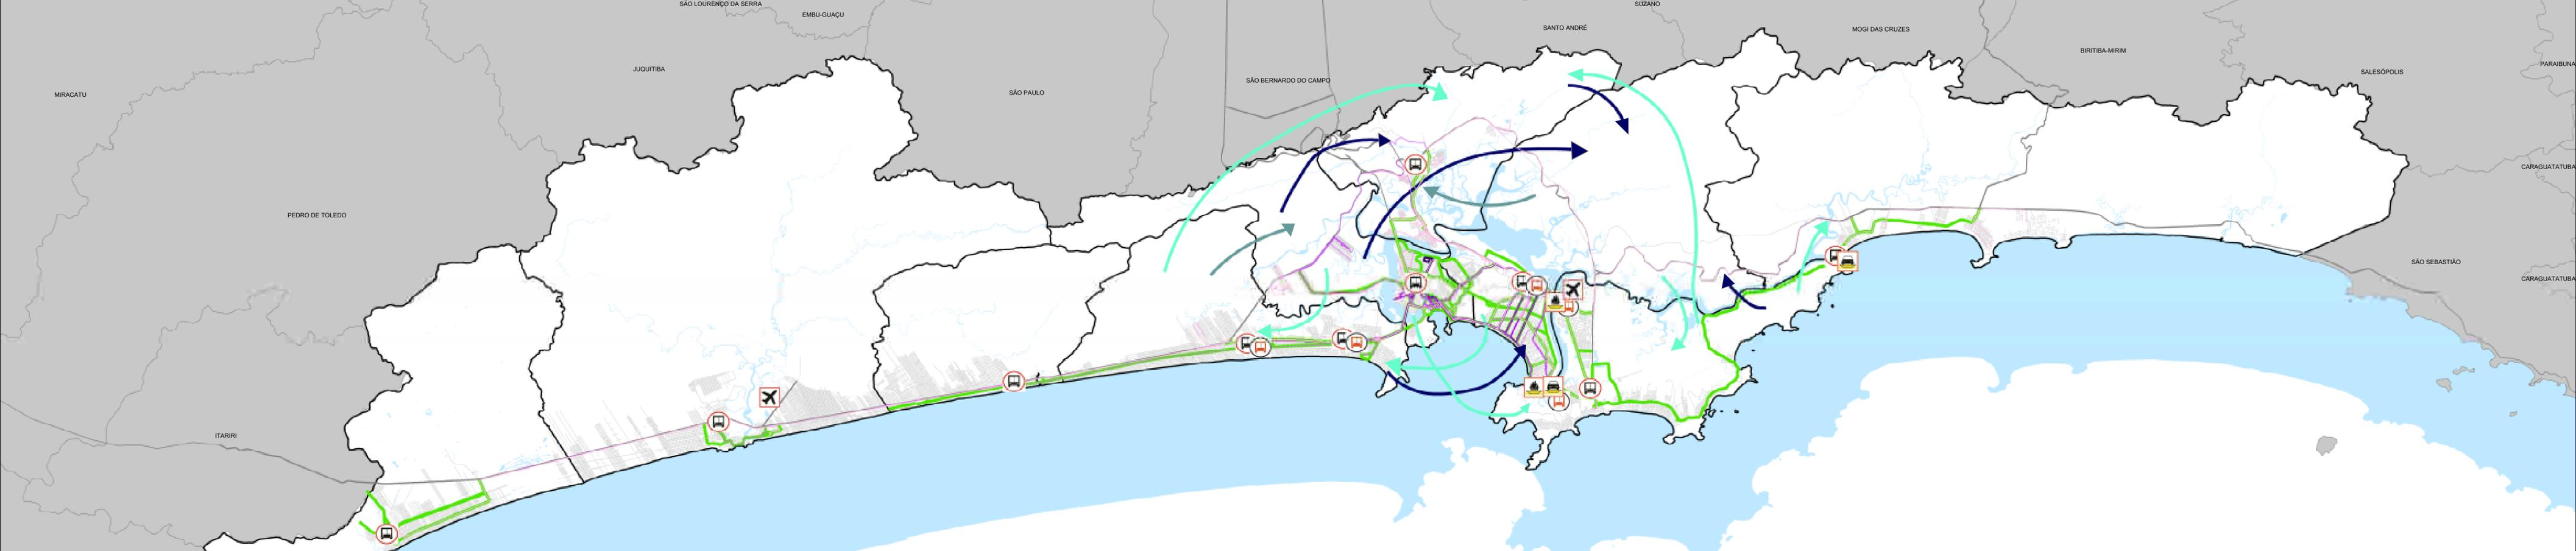 SÃO LOURENÇO DA SERRA
SUZANO
EMBU-GUAÇU
SANTO ANDRÉ
MOGI DAS CRUZES
BIRITIBA-MIRIM
PARAIBUNA
JUQUITIBA
SALESÓPOLIS
SÃO BERNARDO DO CAMPO
MIRACATU
SÃO PAULO
CARAGUATATUBA
PEDRO DE TOLEDO
SÃO SEBASTIÃO
CARAGUATATUBA
ITARIRI